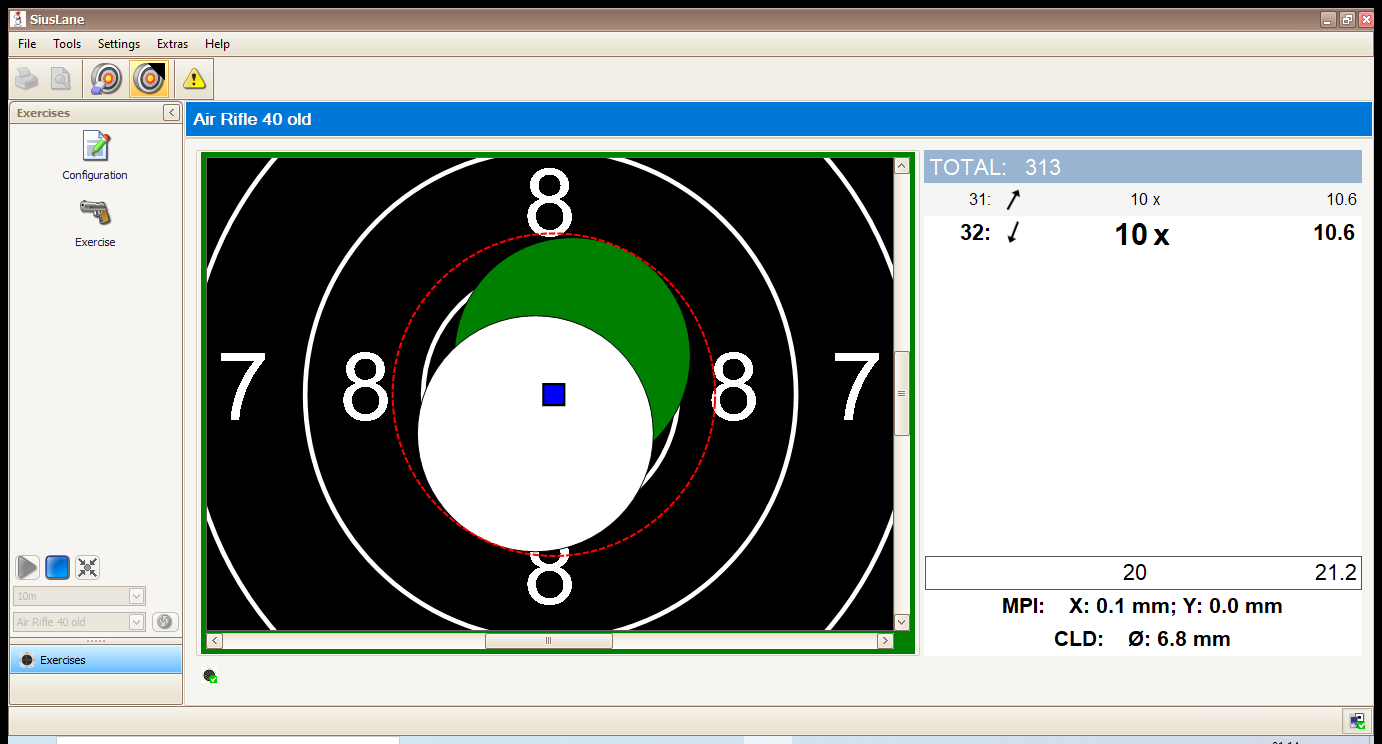 SiusLane
File Tools Settings Extras Help
Exercises
Configuration
Exercise
10m
Air Rifle 40 old
Exercises
Air Rifle 40 old
8
7 8 8 7
8
TOTAL: 313
31: 10 x 10.6
32: 10 x 10.6
20 21.2
MPI: X: 0.1 mm; Y: 0.0 mm
CLD: Ø: 6.8 mm